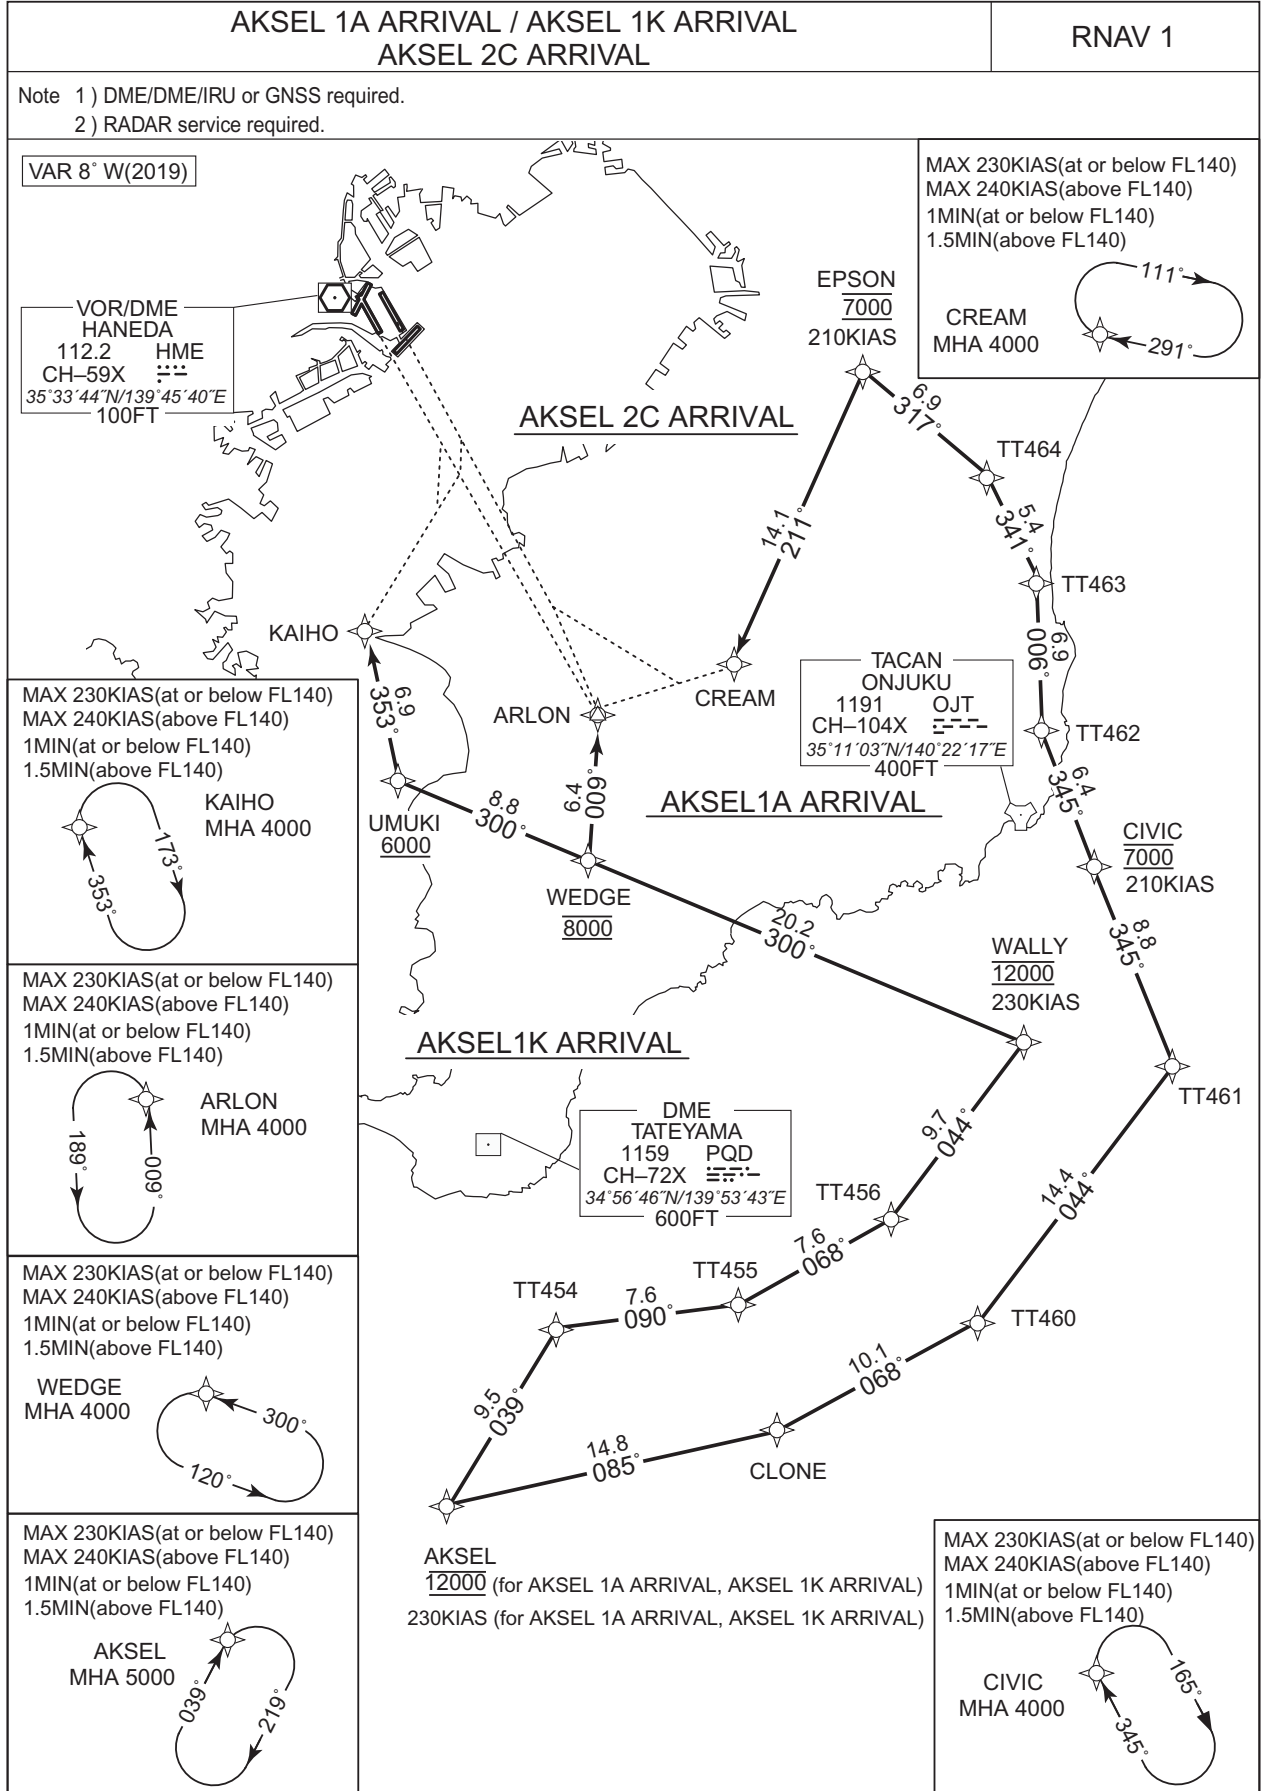 AKSEL 1A ARRIVAL / AKSEL 1K ARRIVAL
AKSEL 2C ARRIVAL
RNAV 1
Note 1 ) DME/DME/IRU or GNSS required.
2 ) RADAR service required.
VAR 8˚ W(2019)
MAX 230KIAS(at or below FL140)
MAX 240KIAS(above FL140)
1MIN(at or below FL140)
1.5MIN(above FL140)
111˚
CREAM
MHA 4000
291˚
VOR/DME
HANEDA
112.2 HME
CH–59X
35˚33´44˝N/139˚45´40˝E
100FT
EPSON
7000
210KIAS
AKSEL 2C ARRIVAL
6.9
317˚
TT464
5.4
341˚
14.1
211˚
TT463
6.9
006˚
KAIHO
CREAM
ARLON
TACAN
ONJUKU
1191 OJT
CH–104X
35˚11´03˝N/140˚22´17˝E
400FT
TT462
6.4
345˚
6.9
353˚
MAX 230KIAS(at or below FL140)
MAX 240KIAS(above FL140)
1MIN(at or below FL140)
1.5MIN(above FL140)
KAIHO
MHA 4000
173˚
353˚
UMUKI
6000
8.8
300˚
6.4
009˚
AKSEL1A ARRIVAL
CIVIC
7000
210KIAS
WEDGE
8000
20.2
300˚
8.8
345˚
WALLY
12000
230KIAS
MAX 230KIAS(at or below FL140)
MAX 240KIAS(above FL140)
1MIN(at or below FL140)
1.5MIN(above FL140)
ARLON
MHA 4000
189˚
009˚
AKSEL1K ARRIVAL
TT461
DME
TATEYAMA
1159 PQD
CH–72X
34˚56´46˝N/139˚53´43˝E
600FT
9.7
044˚
14.4
044˚
TT456
7.6
068˚
TT455
TT454
7.6
090˚
TT460
10.1
068˚
9.5
039˚
14.8
085˚
CLONE
MAX 230KIAS(at or below FL140)
MAX 240KIAS(above FL140)
1MIN(at or below FL140)
1.5MIN(above FL140)
WEDGE
MHA 4000
300˚
120˚
MAX 230KIAS(at or below FL140)
MAX 240KIAS(above FL140)
1MIN(at or below FL140)
1.5MIN(above FL140)
AKSEL
MHA 5000
039˚
219˚
AKSEL
12000 (for AKSEL 1A ARRIVAL, AKSEL 1K ARRIVAL)
230KIAS (for AKSEL 1A ARRIVAL, AKSEL 1K ARRIVAL)
MAX 230KIAS(at or below FL140)
MAX 240KIAS(above FL140)
1MIN(at or below FL140)
1.5MIN(above FL140)
CIVIC
MHA 4000
165˚
345˚